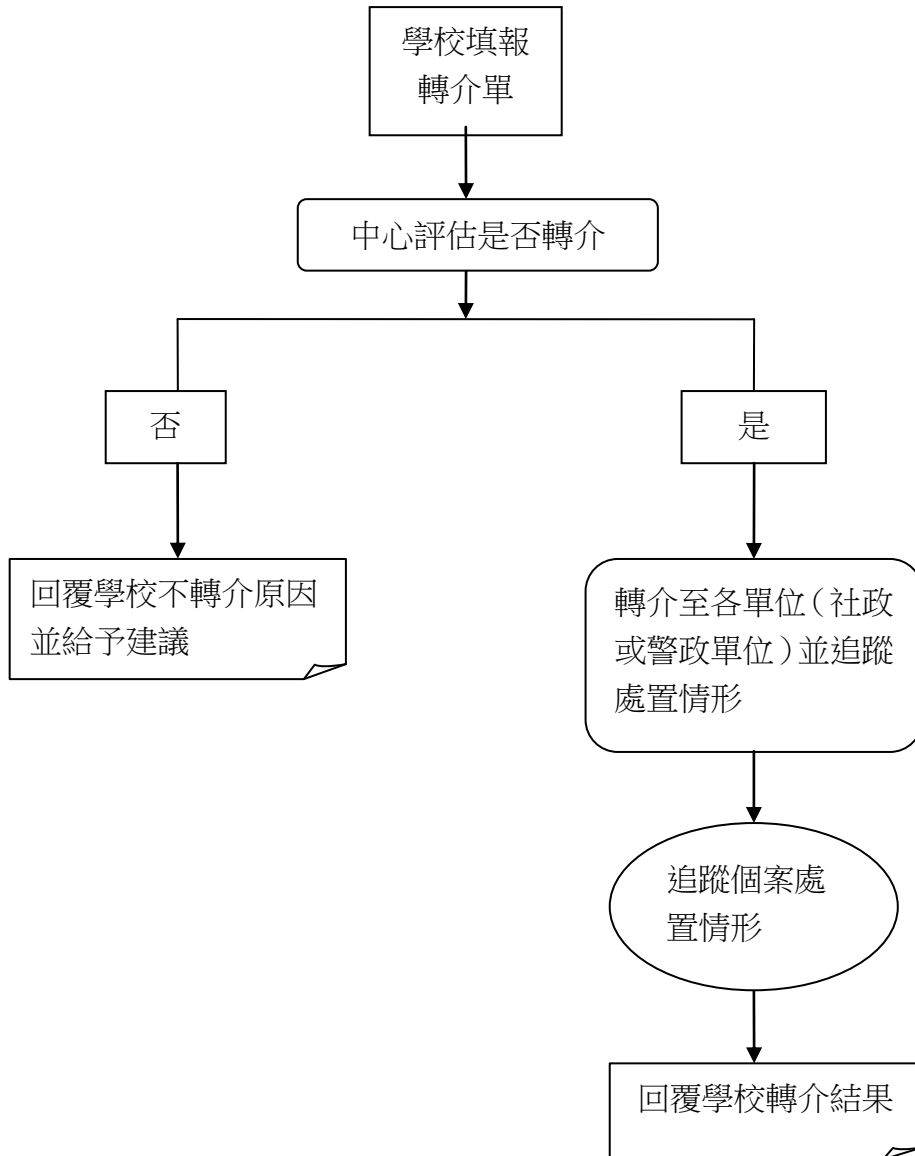 學校填報
轉介單
中心評估是否轉介
否
是
回覆學校不轉介原因
並給予建議
轉介至各單位(社政
或警政單位)並追蹤
處置情形
追蹤個案處
置情形
回覆學校轉介結果